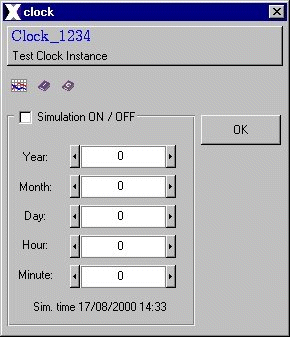 clock
Clock_1234
Test Clock Instance
Simulation ON / OFF
OK
Year: 0
Month: 0
Day: 0
Hour: 0
Minute: 0
Sim. time 17/08/2000 14:33